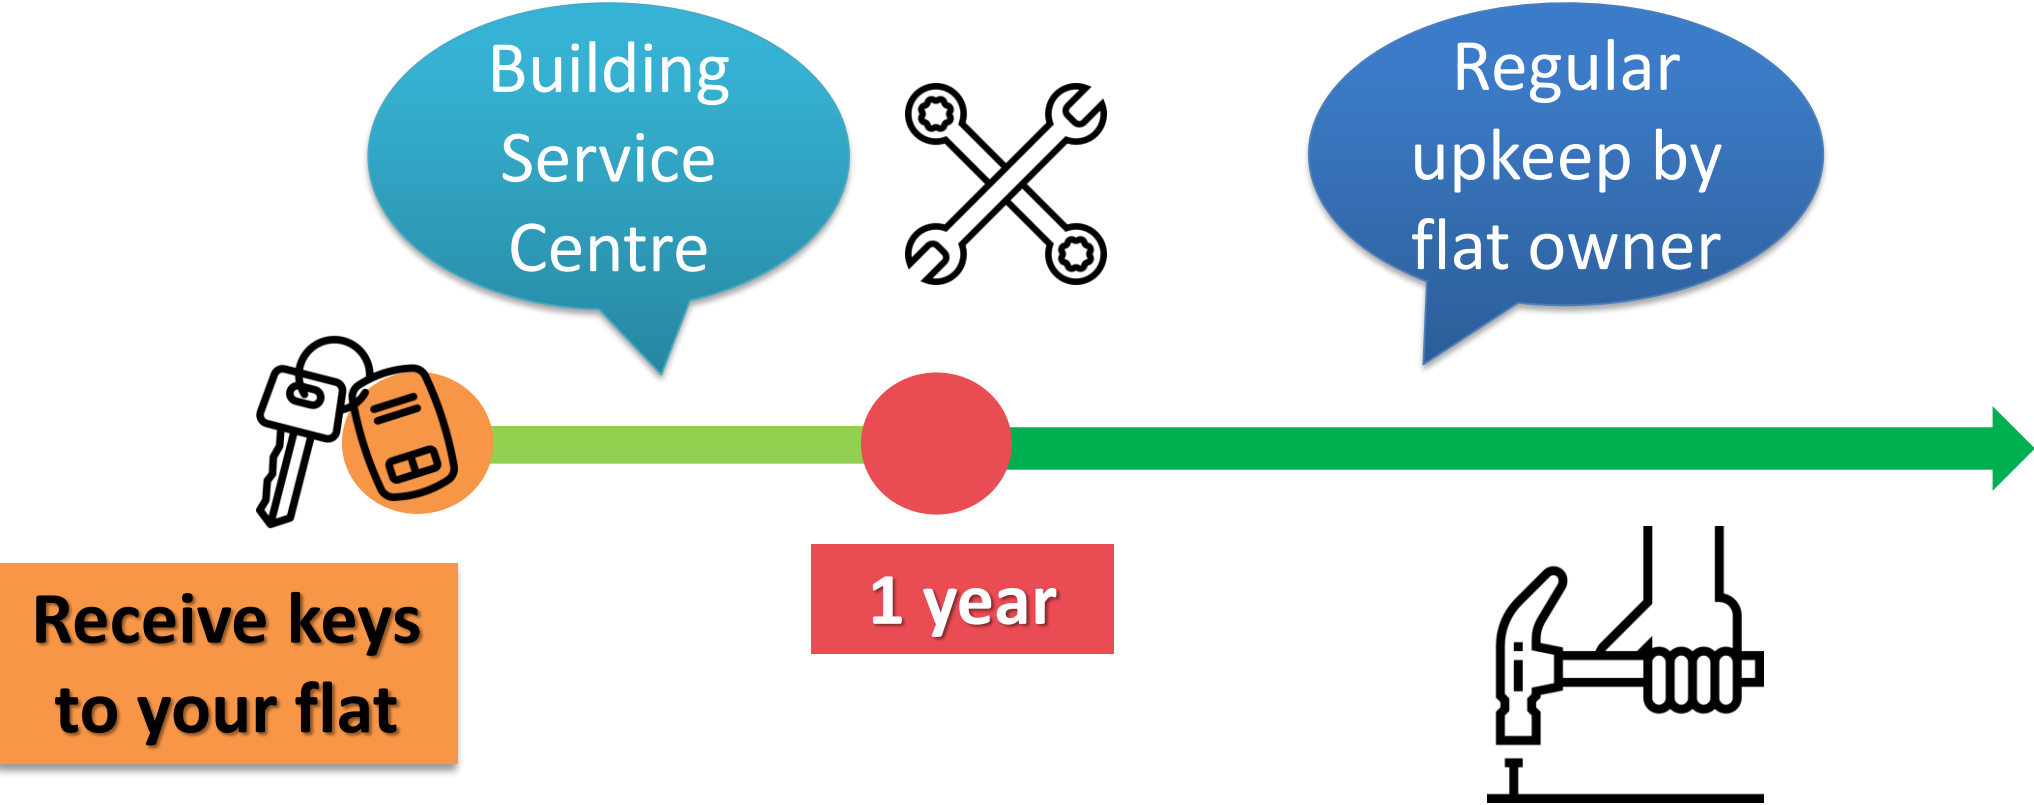 Building
Service
Centre
Regular
upkeep by
flat owner
Receive keys
to your flat
1 year